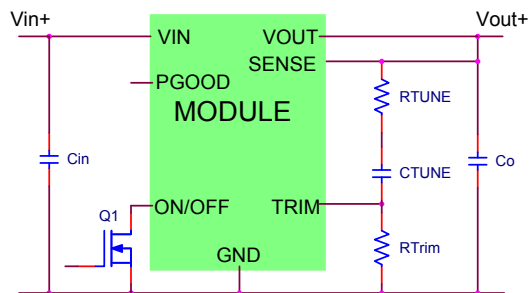 Vin+ Vout+
VIN VOUT
SENSE
PGOOD
RTUNE
MODULE
Cin Co
CTUNE
Q1
ON/OFF TRIM
RTrim
GND